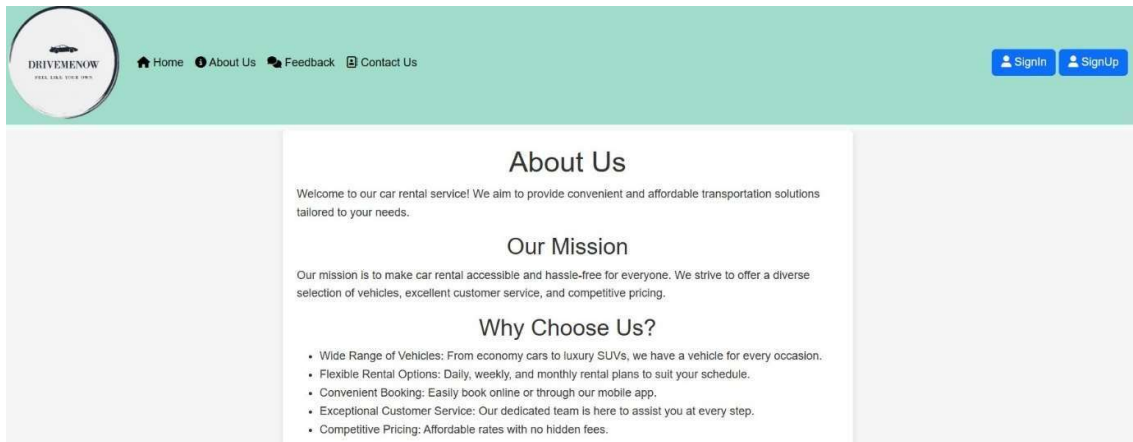 DRIVEMENOW
FEEL LIKE YOUR OWN
Home About Us Feedback Contact Us
SignIn SignUp
About Us
Welcome to our car rental service! We aim to provide convenient and affordable transportation solutions
tailored to your needs.
Our Mission
Our mission is to make car rental accessible and hassle-free for everyone. We strive to offer a diverse
selection of vehicles, excellent customer service, and competitive pricing.
Why Choose Us?
• Wide Range of Vehicles: From economy cars to luxury SUVs, we have a vehicle for every occasion.
• Flexible Rental Options: Daily, weekly, and monthly rental plans to suit your schedule.
• Convenient Booking: Easily book online or through our mobile app.
• Exceptional Customer Service: Our dedicated team is here to assist you at every step.
• Competitive Pricing: Affordable rates with no hidden fees.